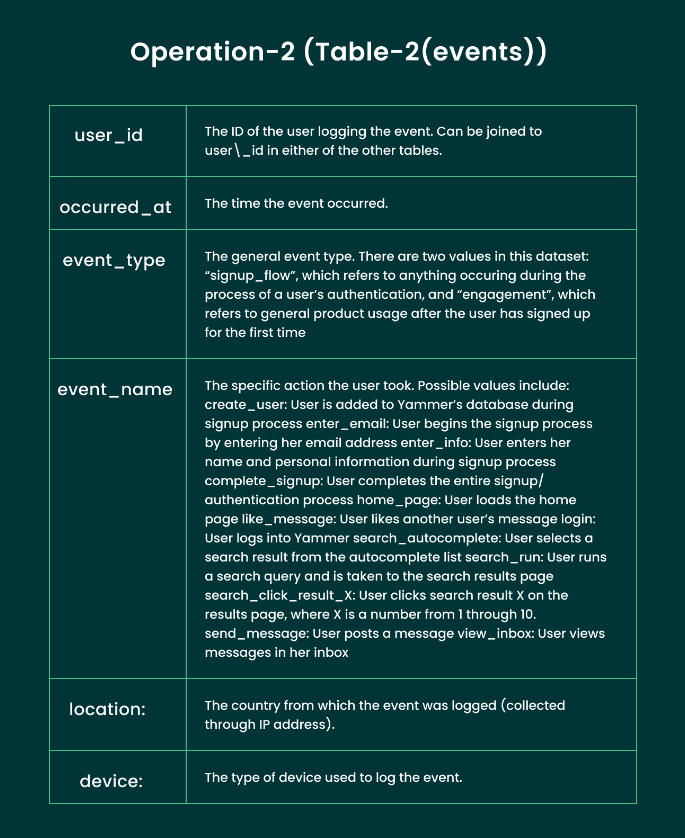 Operation-2 (Table-2(events))
user_id
The ID of the user logging the event. Can be joined to
user\_id in either of the other tables.
occurred_at
The time the event occurred.
event_type
The general event type. There are two values in this dataset:
“signup_flow”, which refers to anything occuring during the
process of a user’s authentication, and “engagement”, which
refers to general product usage after the user has signed up
for the first time
event_name
The specific action the user took. Possible values include:
create_user: User is added to Yammer’s database during
signup process enter_email: User begins the signup process
by entering her email address enter_info: User enters her
name and personal information during signup process
complete_signup: User completes the entire signup/
authentication process home_page: User loads the home
page like_message: User likes another user’s message login:
User logs into Yammer search_autocomplete: User selects a
search result from the autocomplete list search_run: User runs
a search query and is taken to the search results page
search_click_result_X: User clicks search result X on the
results page, where X is a number from 1 through 10.
send_message: User posts a message view_inbox: User views
messages in her inbox
location:
The country from which the event was logged (collected
through IP address).
device:
The type of device used to log the event.